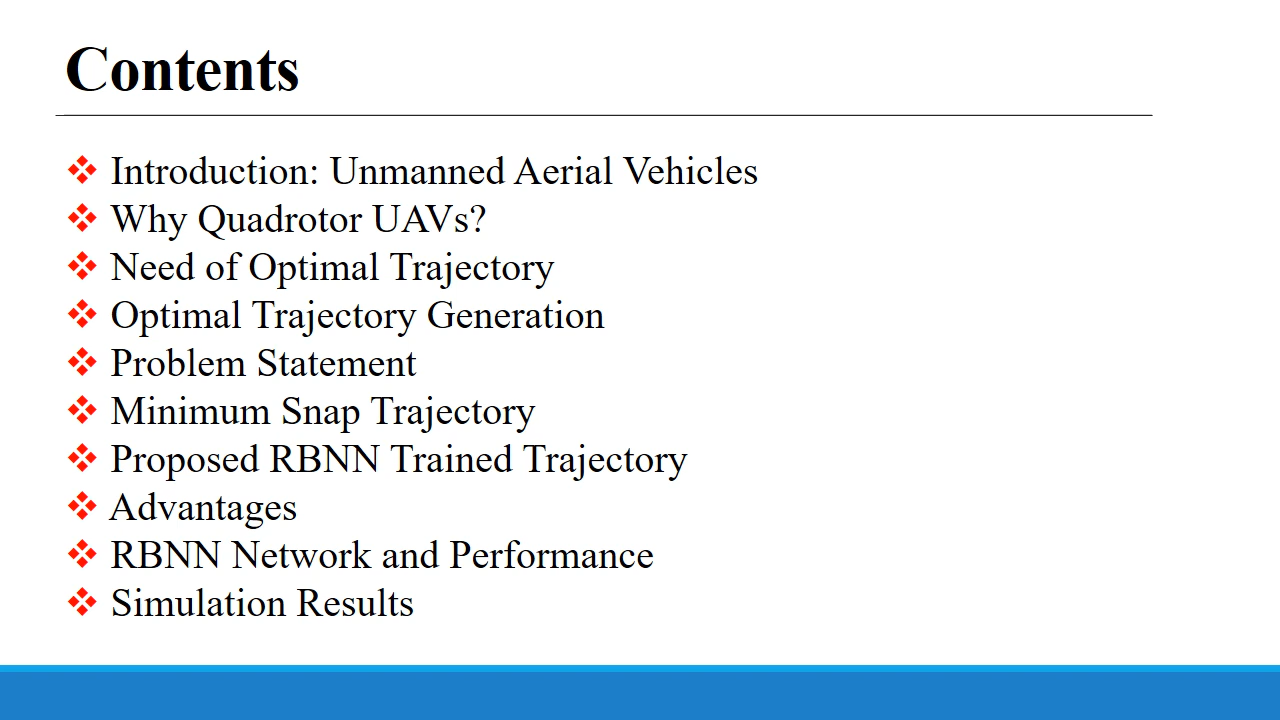 Contents
❖ Introduction: Unmanned Aerial Vehicles
❖ Why Quadrotor UAVs?
❖ Need of Optimal Trajectory
❖ Optimal Trajectory Generation
❖ Problem Statement
❖ Minimum Snap Trajectory
❖ Proposed RBNN Trained Trajectory
❖ Advantages
❖ RBNN Network and Performance
❖ Simulation Results